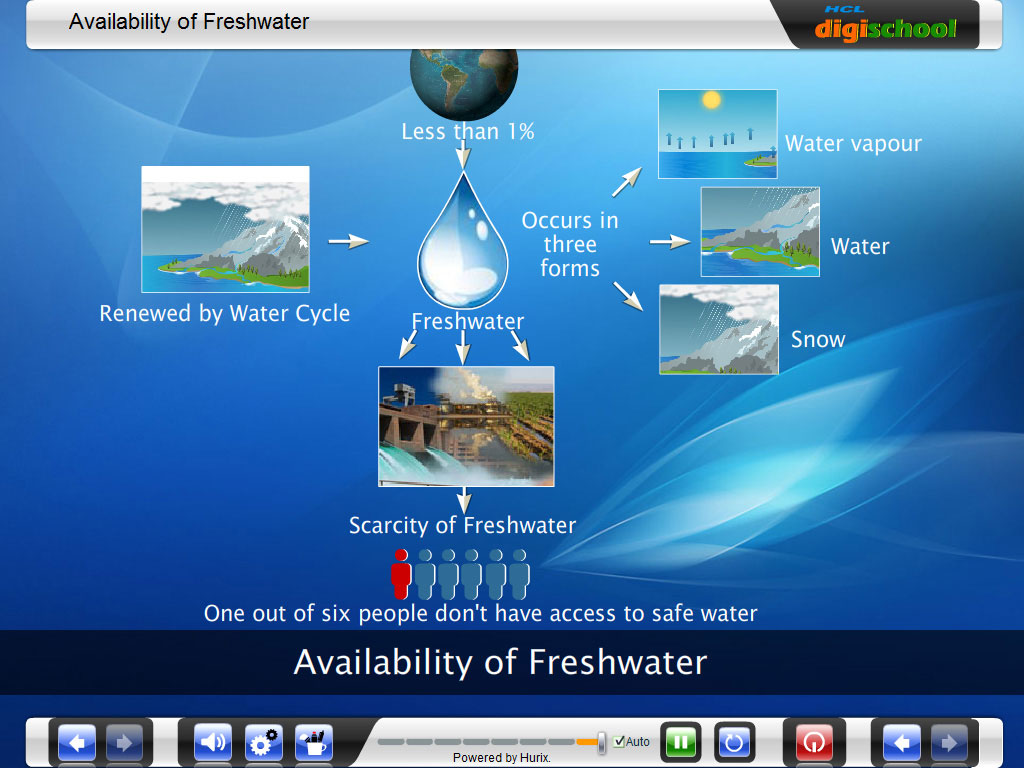 Availability of Freshwater
HCL
digischool
Less than 1%
Water vapour
Occurs in
three
forms
Water
Renewed by Water Cycle
Freshwater
Snow
Scarcity of Freshwater
One out of six people don't have access to safe water
Availability of Freshwater
Auto
Powered by Hurix.